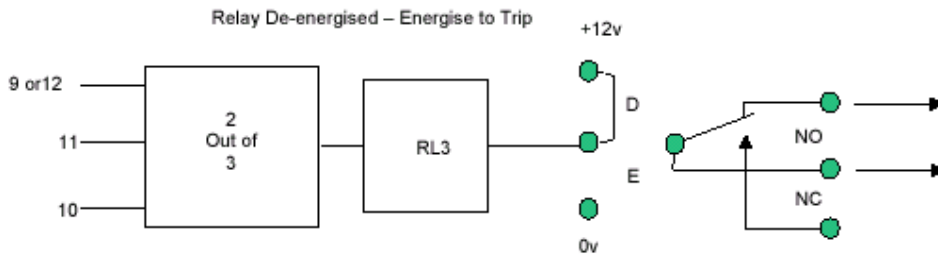 Relay De-energised – Energise to Trip
+12v
9 or12
2
Out of
3
11
10
RL3
D
E
0v
NO
NC